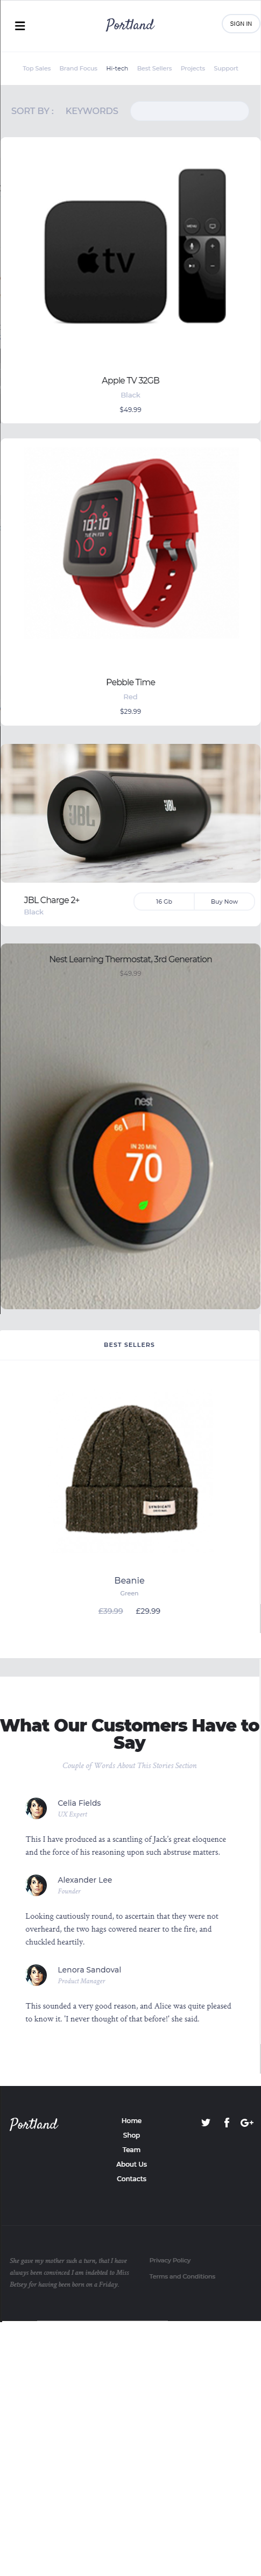 Portland
SIGN IN
Top Sales Brand Focus Hi-tech Best Sellers Projects Support
SORT BY : KEYWORDS
tv
MENU
Apple TV 32GB
Black
$49.99
Pebble Time
Red
$29.99
JBL
JBL
JBL Charge 2+
Black
16 Gb
Buy Now
Nest Learning Thermostat, 3rd Generation
$49.99
nest
66
IN 20 MIN
70
BEST SELLERS
Beanie
Green
£39.99 £29.99
What Our Customers Have to
Say
Couple of Words About This Stories Section
Celia Fields
UX Expert
This I have produced as a scantling of Jack's great eloquence
and the force of his reasoning upon such abstruse matters.
Alexander Lee
Founder
Looking cautiously round, to ascertain that they were not
overheard, the two hags cowered nearer to the fire, and
chuckled heartily.
Lenora Sandoval
Product Manager
This sounded a very good reason, and Alice was quite pleased
to know it. 'I never thought of that before!' she said.
Portland
Home
Shop
Team
About Us
Contacts
G+
She gave my mother such a turn, that I have
always been convinced I am indebted to Miss
Betsey for having been born on a Friday.
Privacy Policy
Terms and Conditions